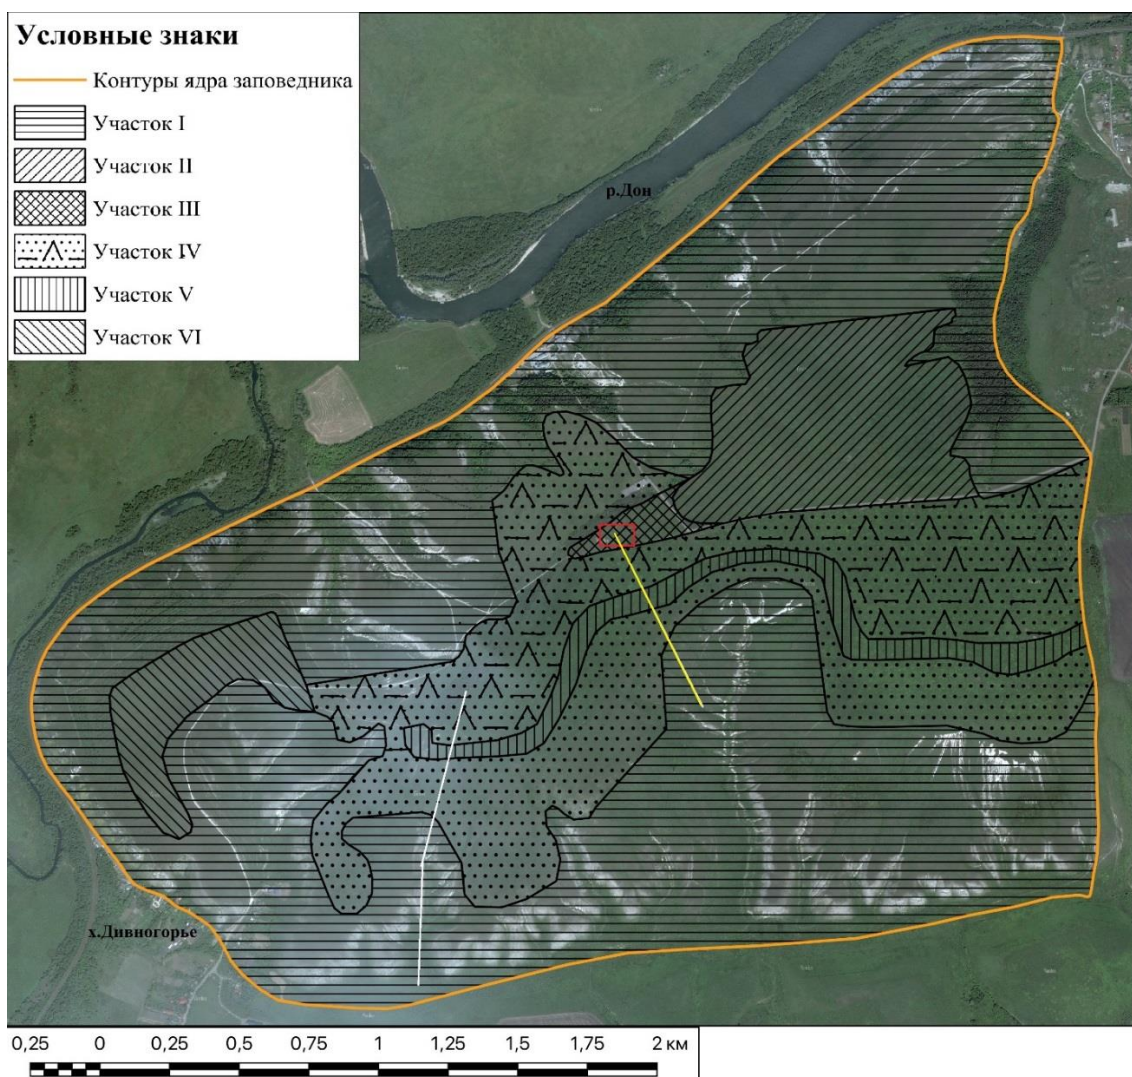 Условные знаки
Контуры ядра заповедника
Участок I
Участок II
Участок III
Участок IV
Участок V
Участок VI
р.Дон
х.Дивногорье
0,25 0 0,25 0,5 0,75 1 1,25 1,5 1,75 2 км